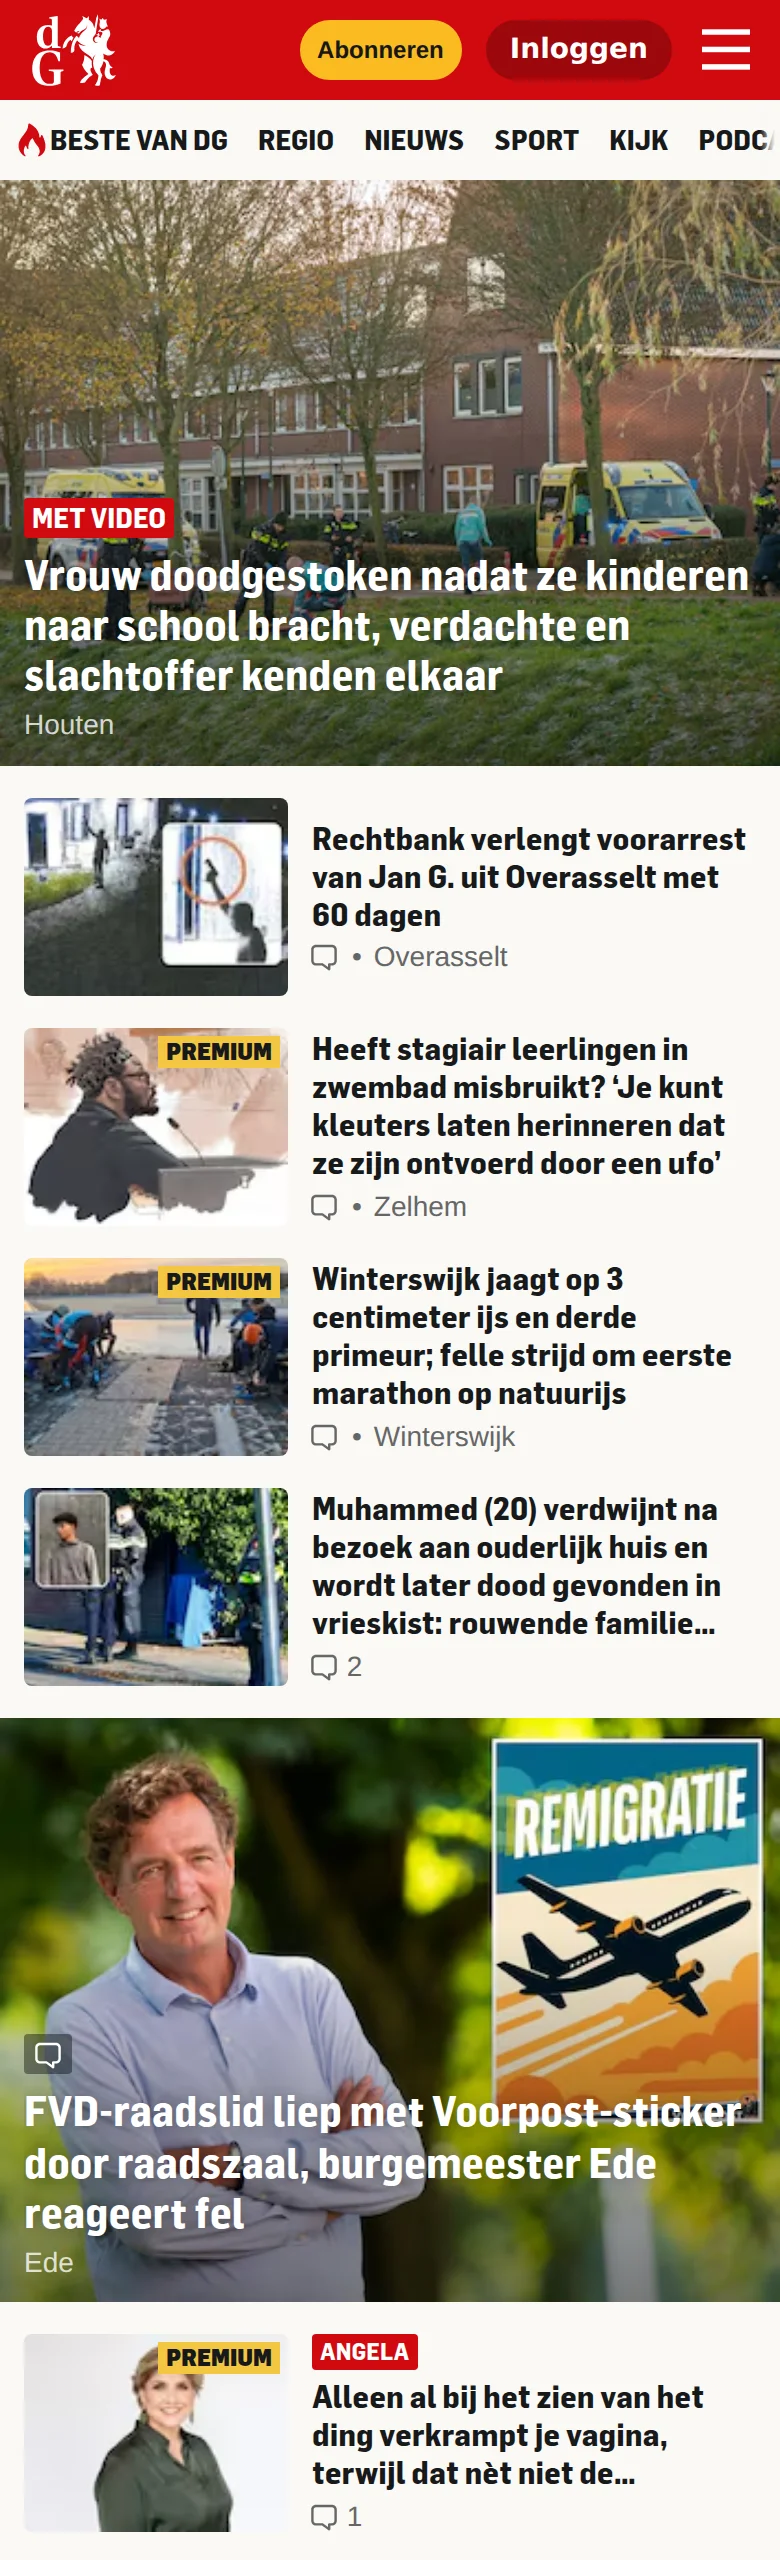 dG
Abonneren
Inloggen
BESTE VAN DG REGIO NIEUWS SPORT KIJK PODCA
MET VIDEO
Vrouw doodgestoken nadat ze kinderen
naar school bracht, verdachte en
slachtoffer kenden elkaar
Houten
Rechtbank verlengt voorarrest
van Jan G. uit Overasselt met
60 dagen
• Overasselt
PREMIUM
Heeft stagiair leerlingen in
zwembad misbruikt? ‘Je kunt
kleuters laten herinneren dat
ze zijn ontvoerd door een ufo’
• Zelhem
PREMIUM
Winterswijk jaagt op 3
centimeter ijs en derde
primeur; felle strijd om eerste
marathon op natuurijs
• Winterswijk
Muhammed (20) verdwijnt na
bezoek aan ouderlijk huis en
wordt later dood gevonden in
vrieskist: rouwende familie...
2
REMIGRATIE
FVD-raadslid liep met Voorpost-sticker
door raadszaal, burgemeester Ede
reageert fel
Ede
PREMIUM
ANGELA
Alleen al bij het zien van het
ding verkrampt je vagina,
terwijl dat nèt niet de...
1